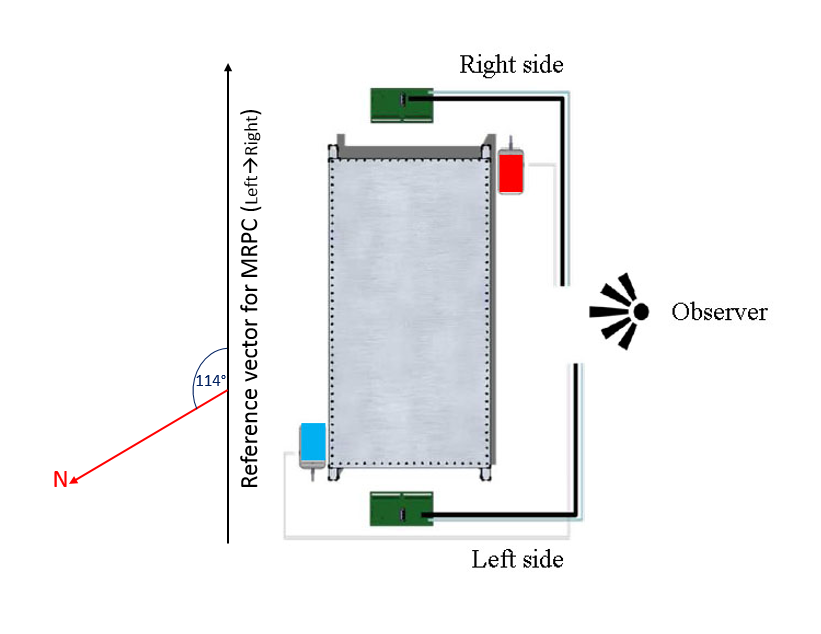 Right side
Reference vector for MRPC (Left→Right)
Observer
114°
N
Left side